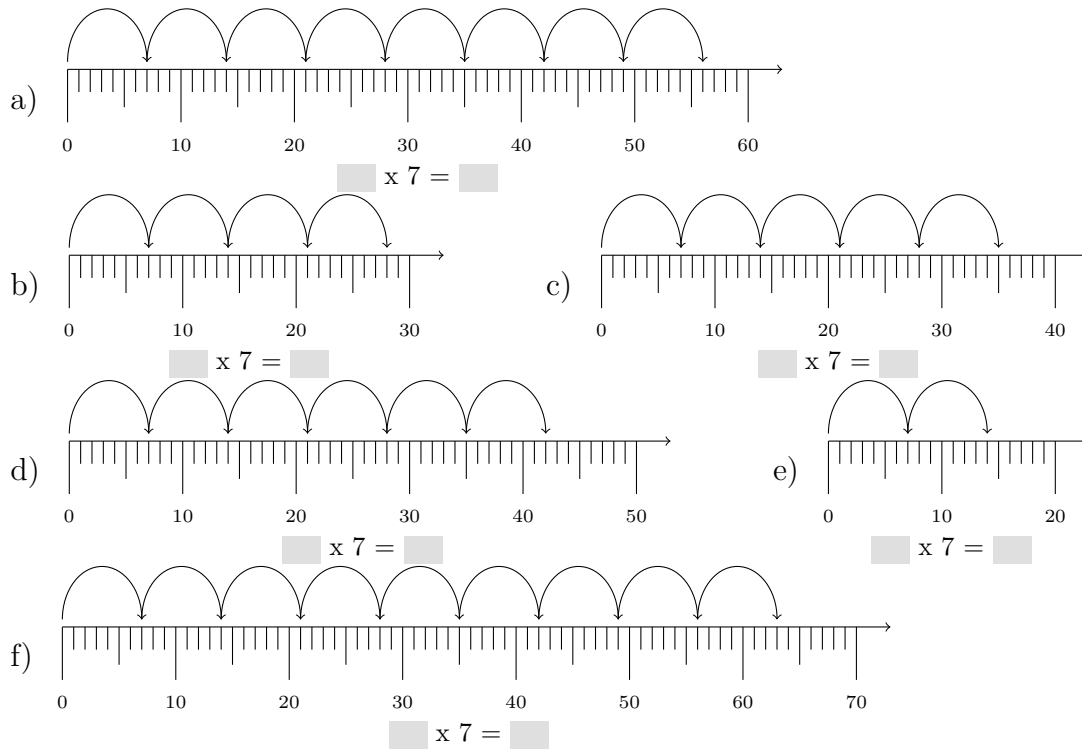 a)
0 10 20 30 40 50 60
x 7 =
b)
0 10 20 30
x 7 =
c)
0 10 20 30 40
x 7 =
d)
0 10 20 30 40 50
x 7 =
e)
0 10 20
x 7 =
f)
0 10 20 30 40 50 60 70
x 7 =